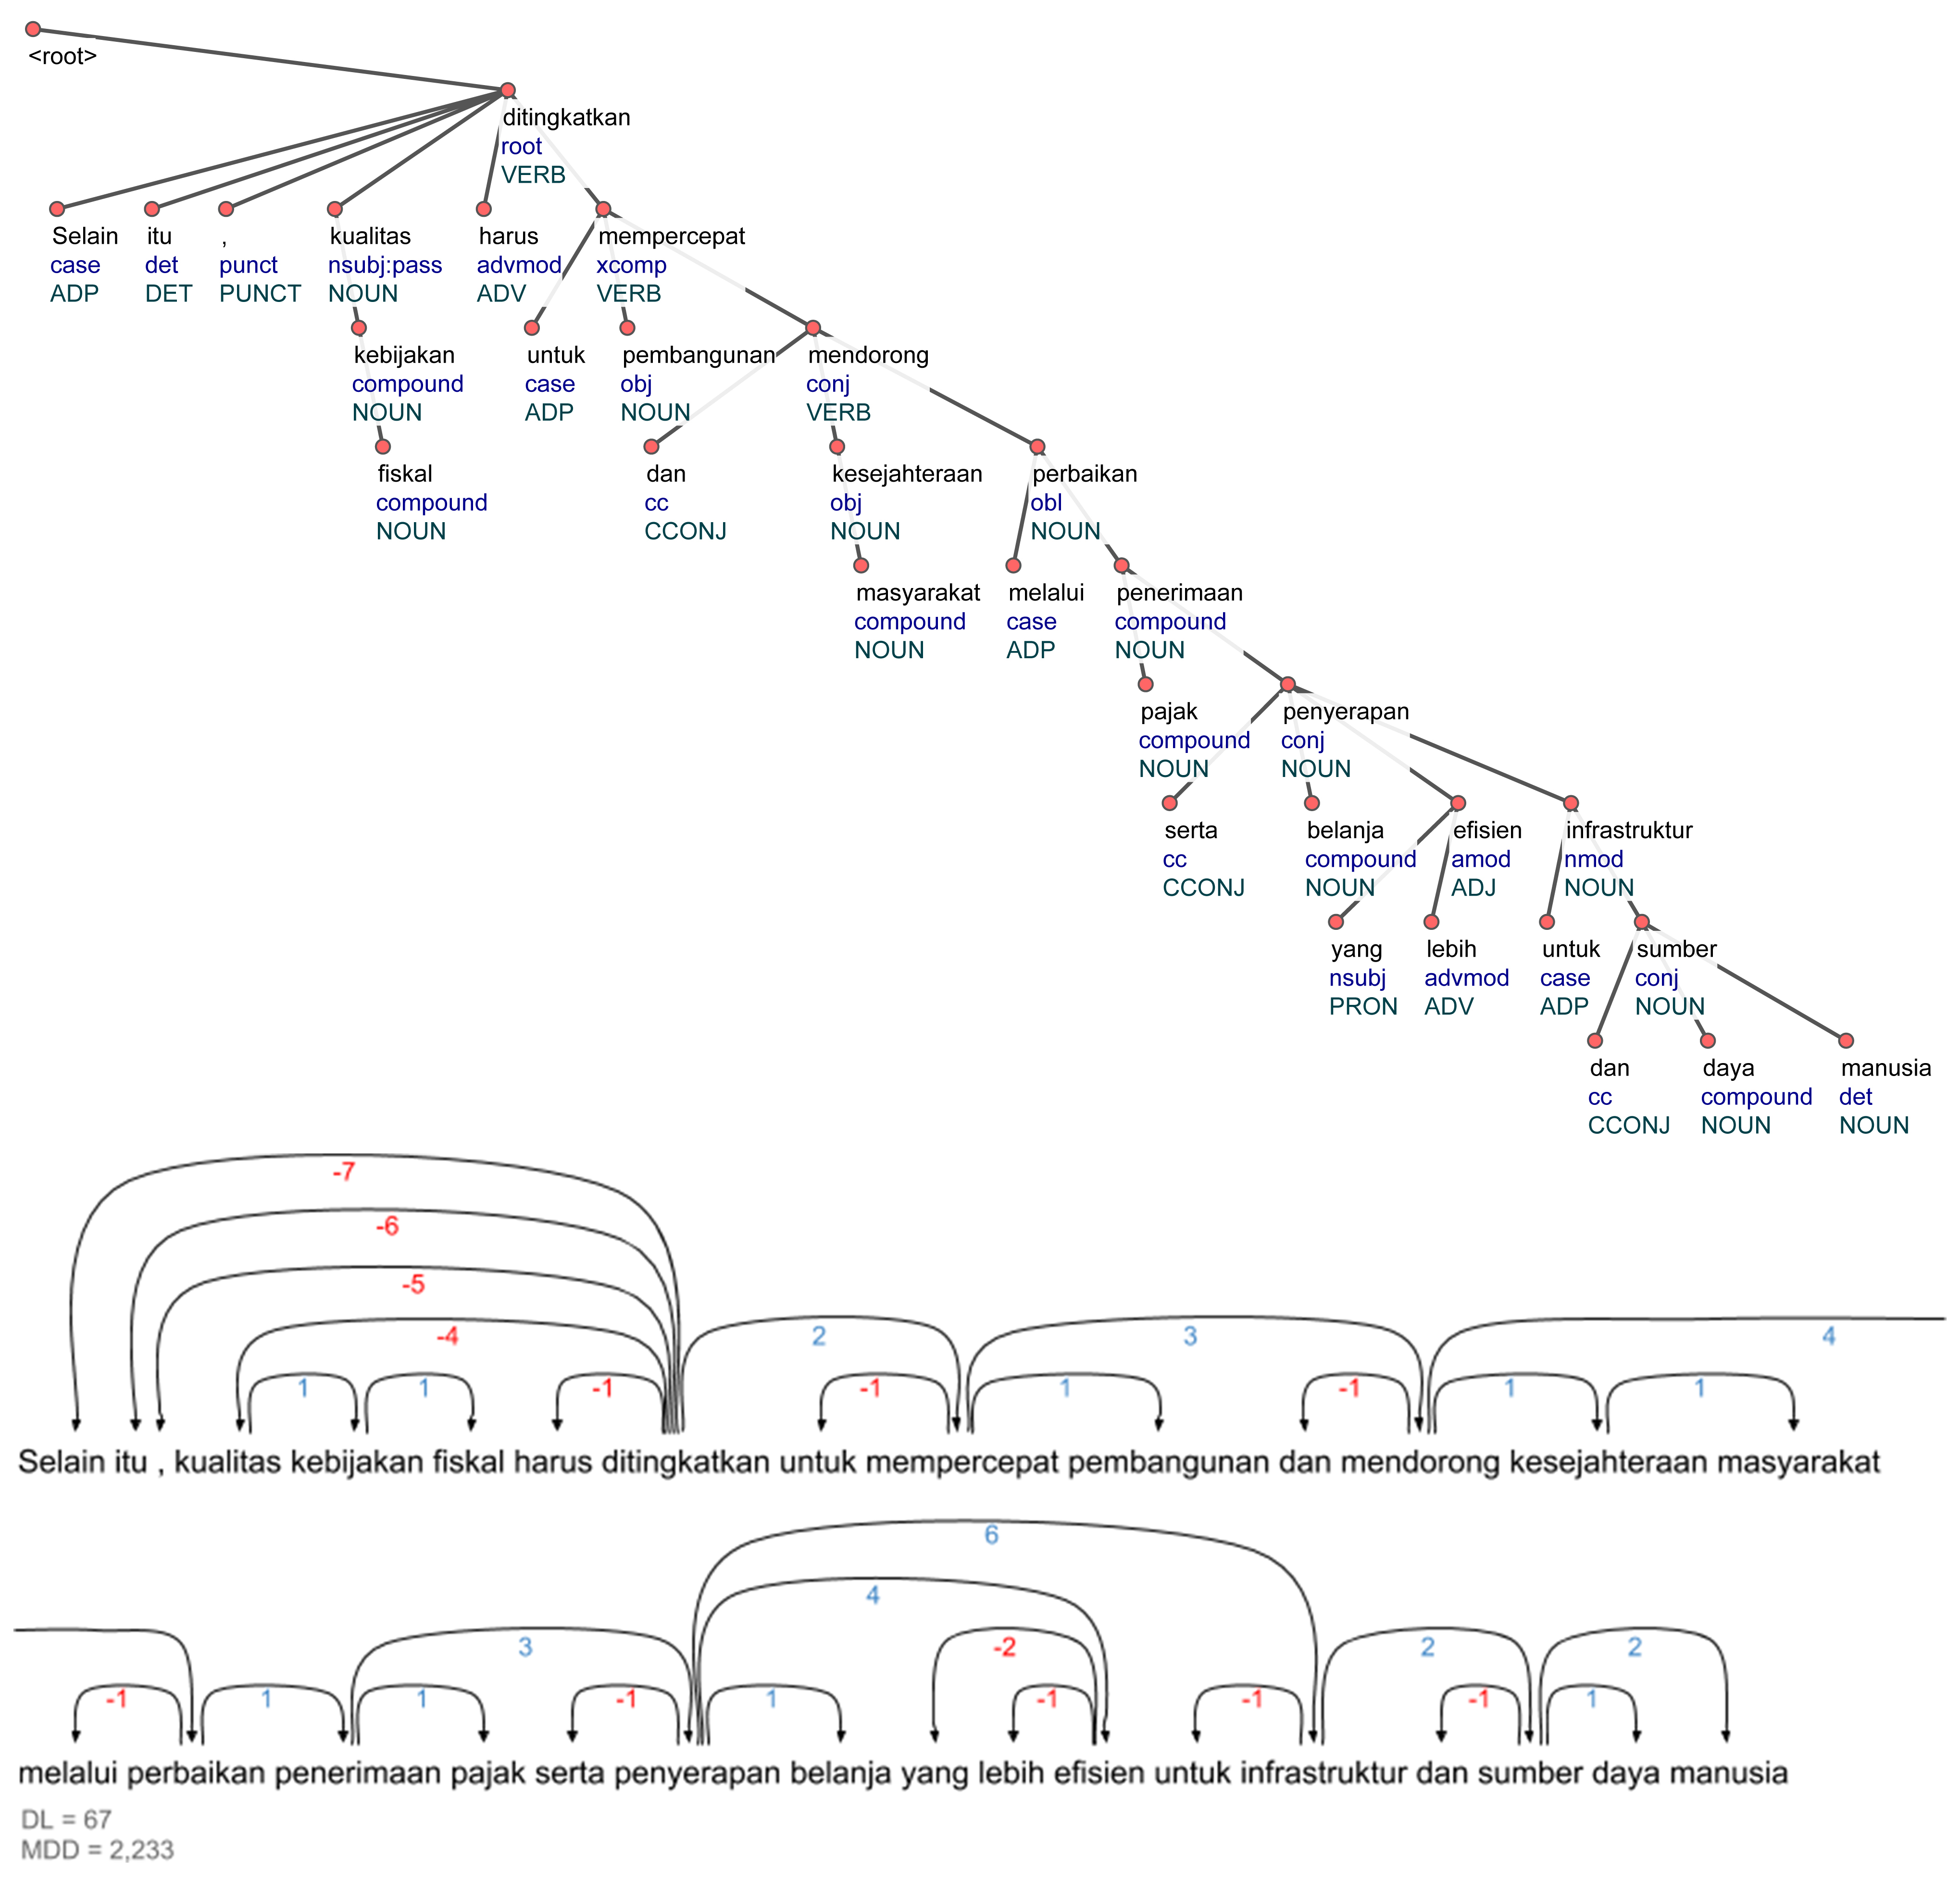 <root>
ditingkatkan
root
VERB
Selain itu , kualitas harus mempercepat
case det punct nsubj:pass advmod xcomp
ADP DET PUNCT NOUN ADV VERB
kebijakan untuk pembangunan mendorong
compound case obj conj
NOUN ADP NOUN VERB
fiskal dan kesejahteraan perbaikan
compound cc obj obl
NOUN CCONJ NOUN NOUN
masyarakat melalui penerimaan
compound case compound
NOUN ADP NOUN
pajak penyerapan
compound conj
NOUN NOUN
serta belanja efisien infrastruktur
cc compound amod nmod
CCONJ NOUN ADJ NOUN
yang lebih untuk sumber
nsubj advmod case conj
PRON ADV ADP NOUN
dan daya manusia
cc compound det
CCONJ NOUN NOUN
-7
-6
-5
-4 2 3 4
1 1 -1 -1 1 -1 1 1
Selain itu , kualitas kebijakan fiskal harus ditingkatkan untuk mempercepat pembangunan dan mendorong kesejahteraan masyarakat
6
4
3 -2 2 2
-1 1 1 -1 1 -1 -1 -1 1
melalui perbaikan penerimaan pajak serta penyerapan belanja yang lebih efisien untuk infrastruktur dan sumber daya manusia
DL = 67
MDD = 2,233